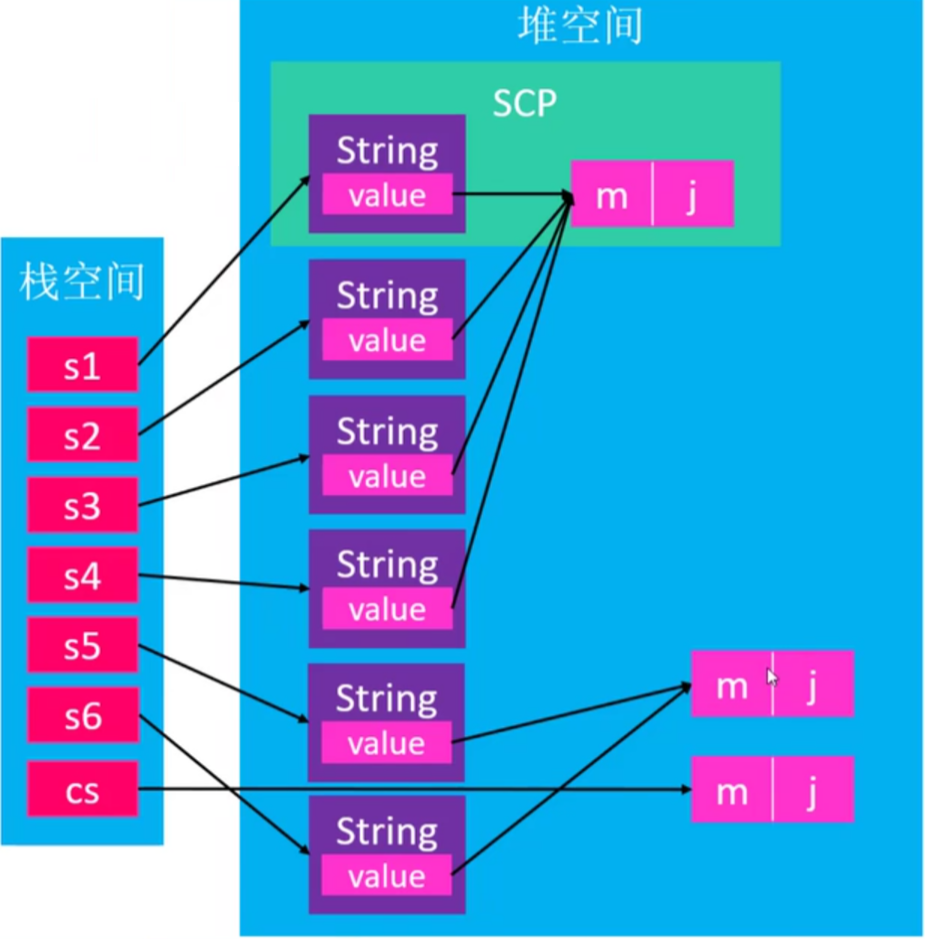 堆空间
SCP
String
value
m j
栈空间
s1
s2
s3
s4
s5
s6
cs
String
value
String
value
String
value
String
value
String
value
m j
m j